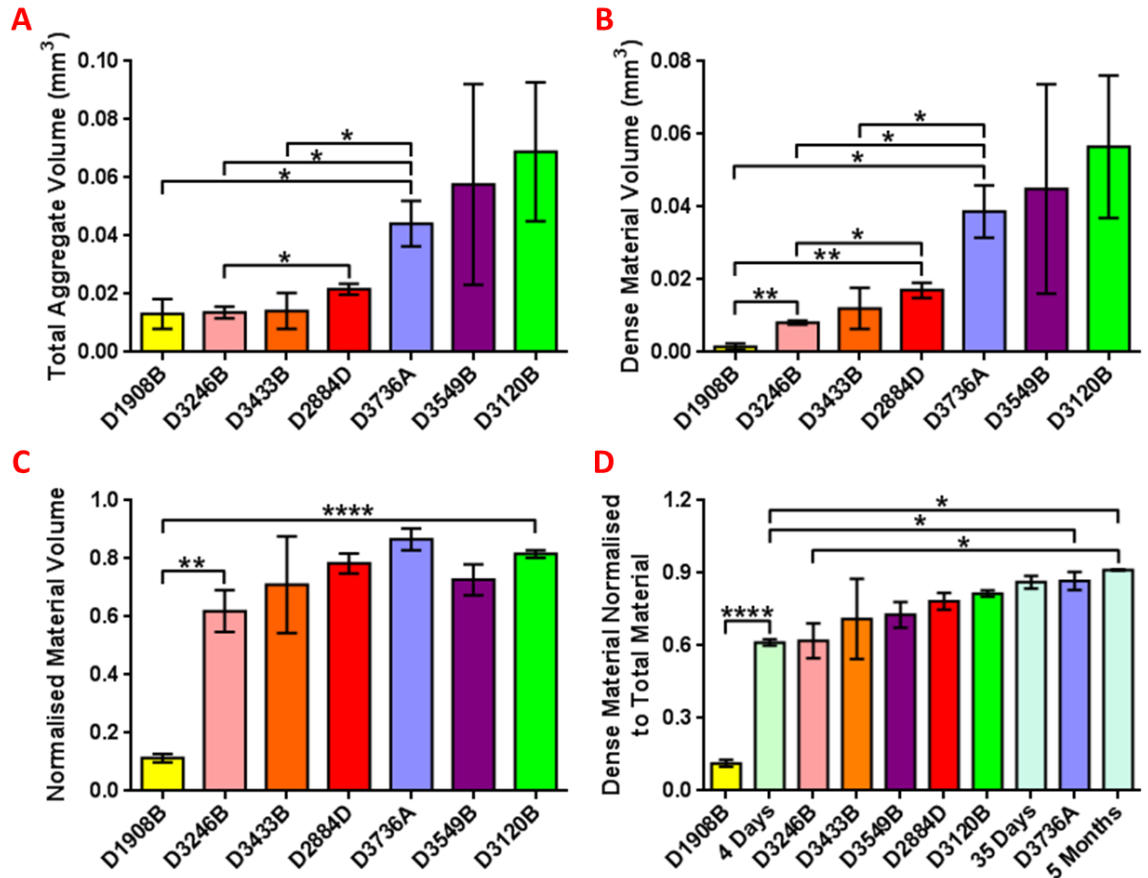 A
Total Aggregate Volume (mm³)
0.10
0.08
0.06
0.04
0.02
0.00
*
*
*
*
D1908B
D3246B
D3433B
D2884D
D3736A
D3549B
D3120B
B
Dense Material Volume (mm³)
0.08
0.06
0.04
0.02
0.00
*
*
*
*
**
**
D1908B
D3246B
D3433B
D2884D
D3736A
D3549B
D3120B
C
Normalised Material Volume
1.0
0.8
0.6
0.4
0.2
0.0
****
**
D1908B
D3246B
D3433B
D2884D
D3736A
D3549B
D3120B
D
Dense Material Normalised
to Total Material
1.2
0.9
0.6
0.3
0.0
*
*
*
****
D1908B
4 Days
D3246B
D3433B
D3549B
D2884D
D3120B
35 Days
D3736A
5 Months